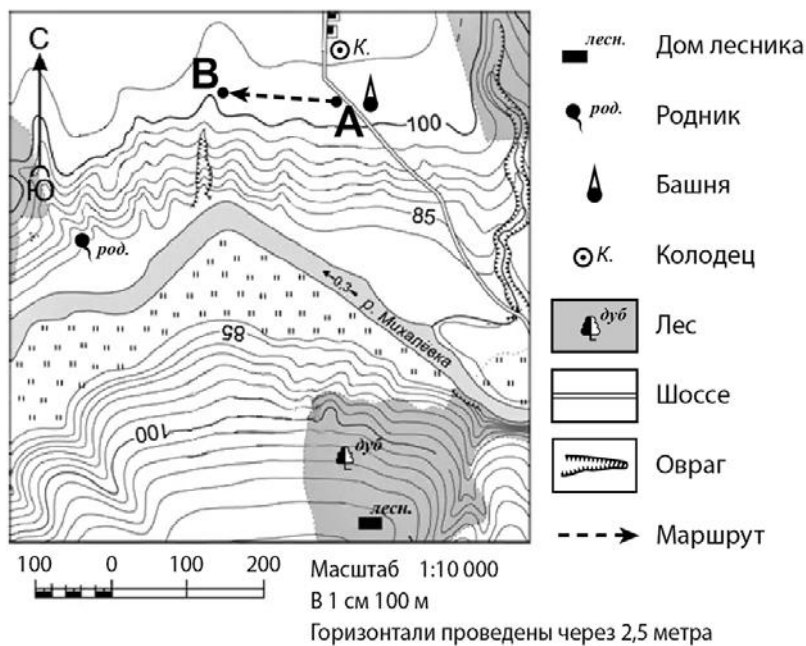 С
К.
В
А
100
Ю
85
род.
0,3
р. Михалёвка
85
100
дуб
лесн.
лесн.
Дом лесника
род.
Родник
Башня
К.
Колодец
дуб
Лес
Шоссе
Овраг
Маршрут
100 0 100 200
Масштаб 1:10 000
В 1 см 100 м
Горизонтали проведены через 2,5 метра